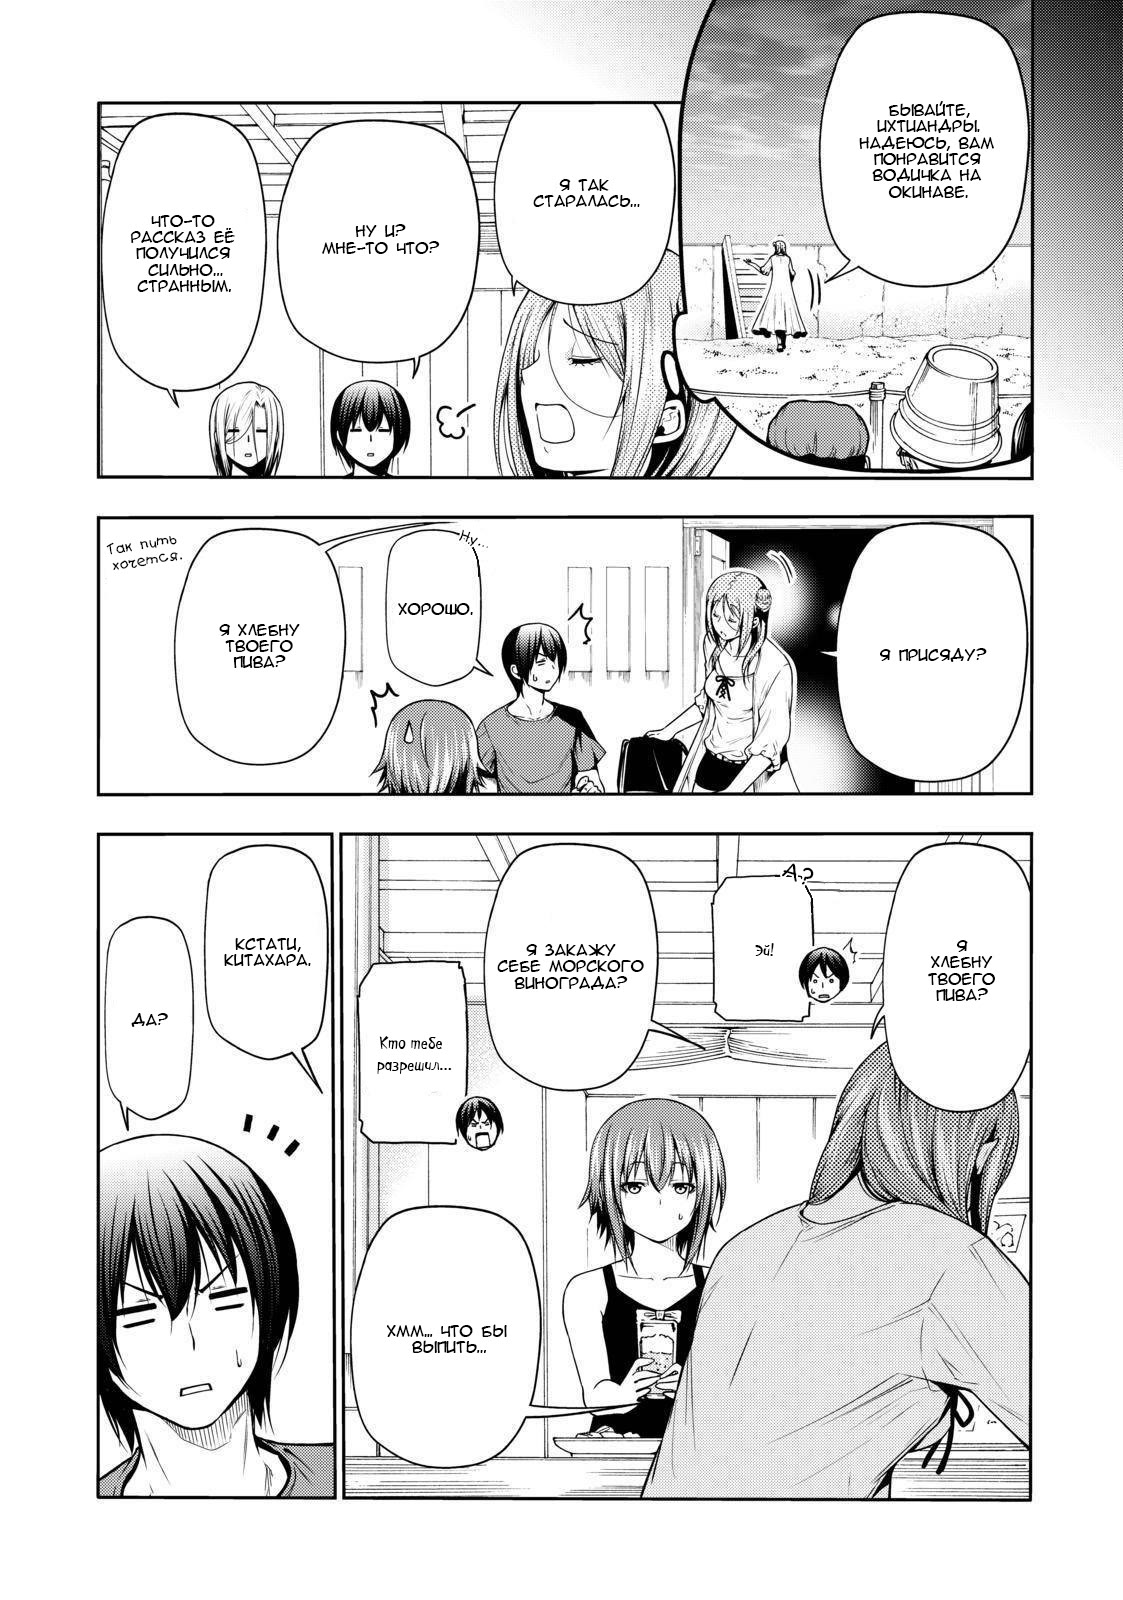 БЫВАЙТЕ,
ИХТИАНДРЫ.
НАДЕЮСЬ, ВАМ
ПОНРАВИТСЯ
ВОДИЧКА НА
ОКИНАВЕ.
Я ТАК
СТАРАЛАСЬ...
НУ И?
МНЕ-ТО ЧТО?
ЧТО-ТО
РАССКАЗ ЕЁ
ПОЛУЧИЛСЯ
СИЛЬНО...
СТРАННЫМ.
Я ПРИСЯДУ?
Ну...
ХОРОШО.
Я ХЛЕБНУ
ТВОЕГО
ПИВА?
Так пить
хочется.
Я
ХЛЕБНУ
ТВОЕГО
ПИВА?
А?
Эй!
Я ЗАКАЖУ
СЕБЕ МОРСКОГО
ВИНОГРАДА?
Кто тебе
разрешил...
ХММ... ЧТО БЫ
ВЫПИТЬ...
КСТАТИ,
КИТАХАРА.
ДА?